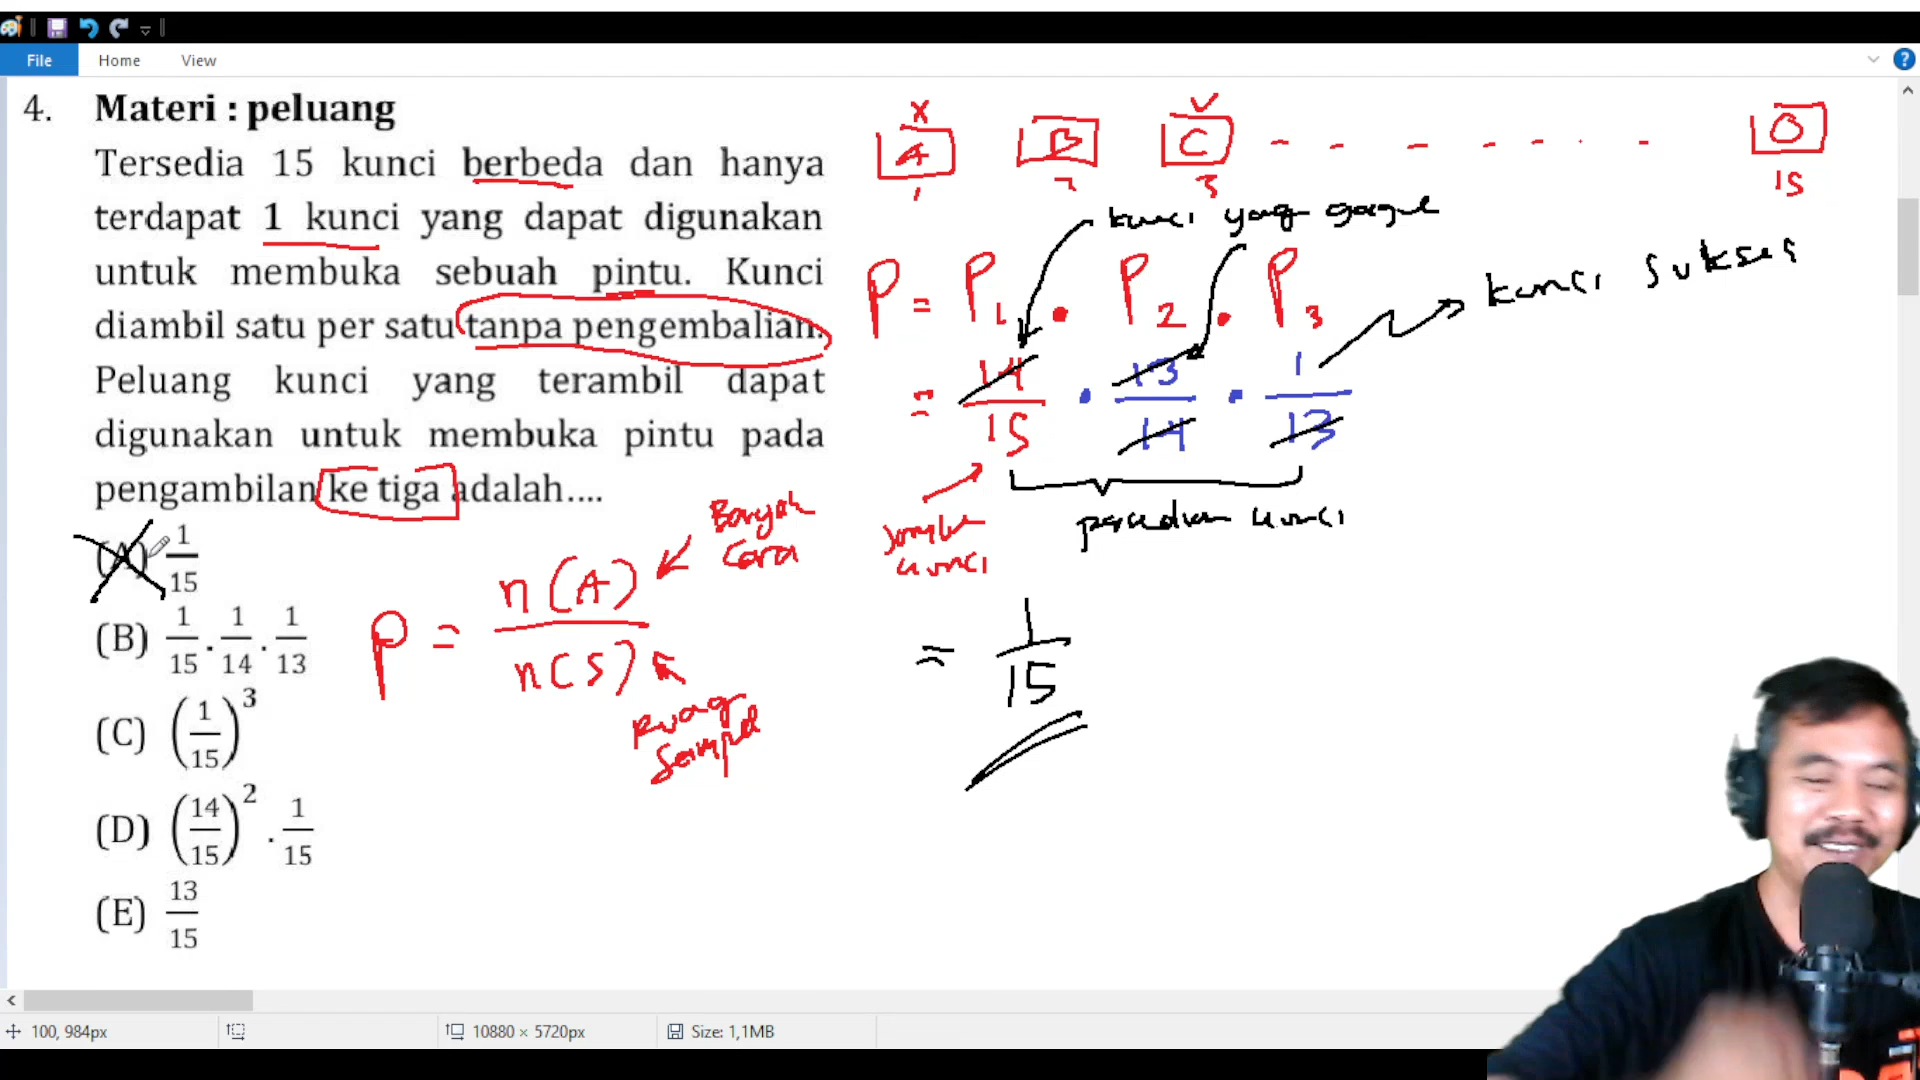 File Home View
4. Materi : peluang
Tersedia 15 kunci berbeda dan hanya
terdapat 1 kunci yang dapat digunakan
untuk membuka sebuah pintu. Kunci
diambil satu per satu tanpa pengembalian.
Peluang kunci yang terambil dapat
digunakan untuk membuka pintu pada
pengambilan ke tiga adalah....
(A) 1/15
(B) 1/15 . 1/14 . 1/13
(C) (1/15)^3
(D) (14/15)^2 . 1/15
(E) 13/15
P = n(A) / n(S)
Banyak
Cara
Ruang
Sampel
X V
A B C - - - - - - - O
1 2 3 15
kunci yang gagal
P = P1 . P2 . P3
kunci sukses
= 14/15 . 13/14 . 1/13
Jumlah
kunci
kunci
= 1/15
100, 984px 10880 × 5720px Size: 1,1MB